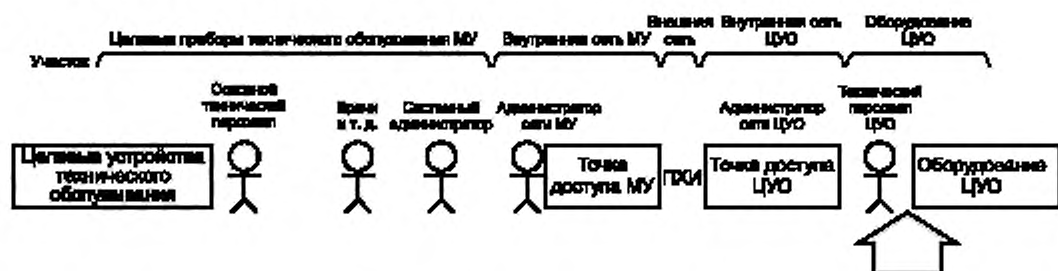 Целевые приборы технического обслуживания МУ
Внутренняя сеть МУ
Внешняя
сеть
Внутренняя сеть
ЦУО
Оборудование
ЦУО
Участок
Основной
технический
персонал
Врачи
и т. д.
Системный
администратор
Администратор
сети МУ
Администратор
сети ЦУО
Технический
персонал
ЦУО
Целевые устройства
технического
обслуживания
Точка
доступа МУ
ПХИ
Точка доступа
ЦУО
Оборудование
ЦУО